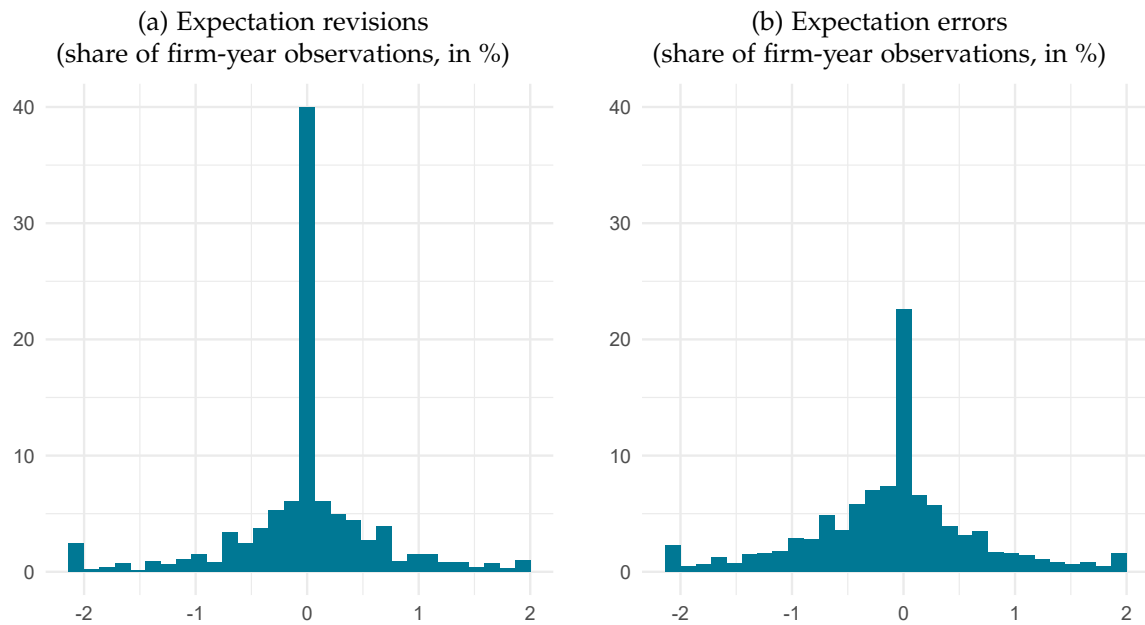 (a) Expectation revisions
(share of firm-year observations, in %)
40
30
20
10
0
-2 -1 0 1 2
(b) Expectation errors
(share of firm-year observations, in %)
40
30
20
10
0
-2 -1 0 1 2